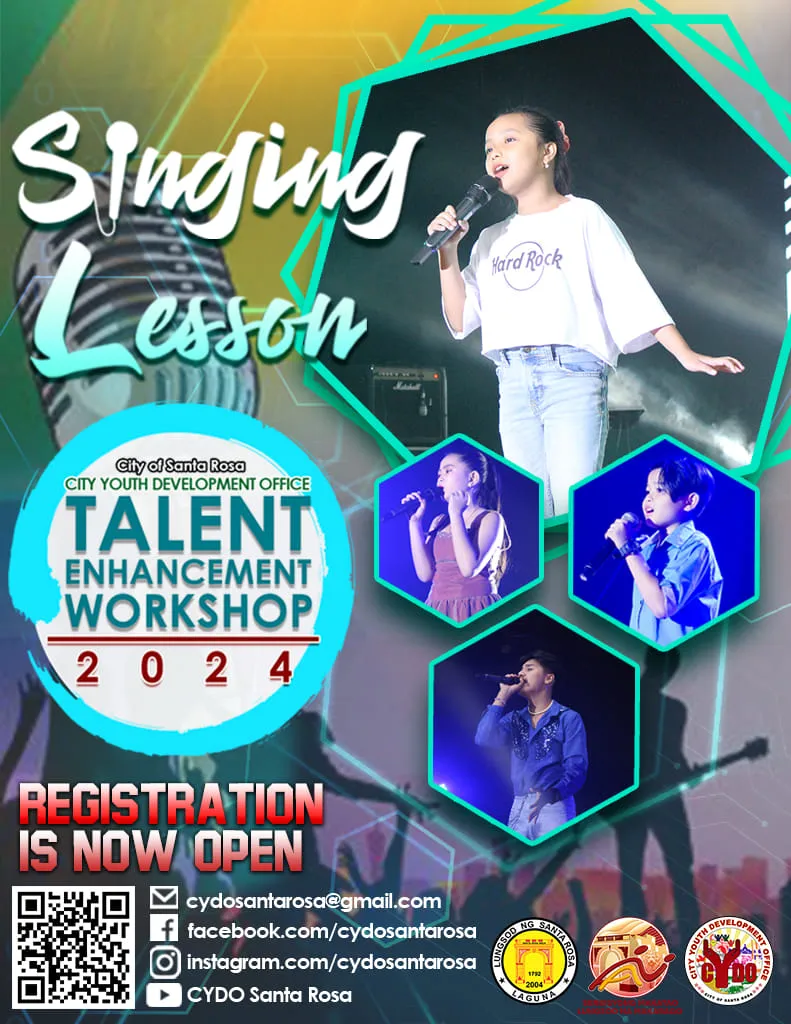 Singing
Lesson
Hard Rock
Marshall
City of Santa Rosa
CITY YOUTH DEVELOPMENT OFFICE
TALENT
ENHANCEMENT
WORKSHOP
2024
REGISTRATION
IS NOW OPEN
cydosantarosa@gmail.com
facebook.com/cydosantarosa
instagram.com/cydosantarosa
CYDO Santa Rosa
LUNGSOD NG SANTA ROSA
1792
2004
LAGUNA
CITY YOUTH DEVELOPMENT OFFICE
CYDO
CITY OF SANTA ROSA